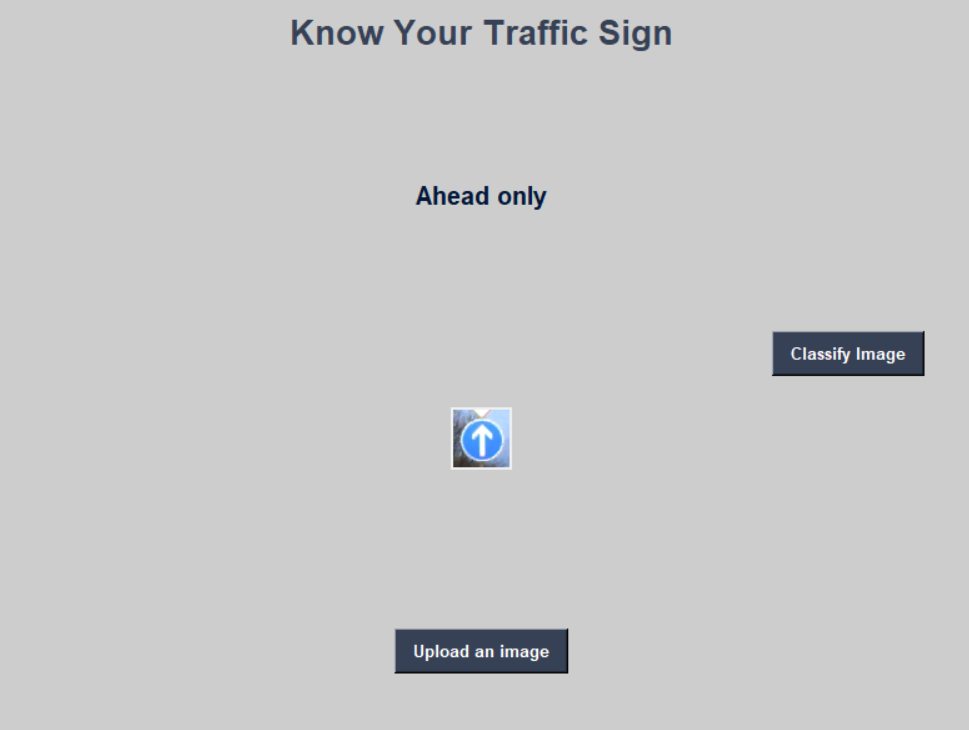 Know Your Traffic Sign
Ahead only
Classify Image
Upload an image